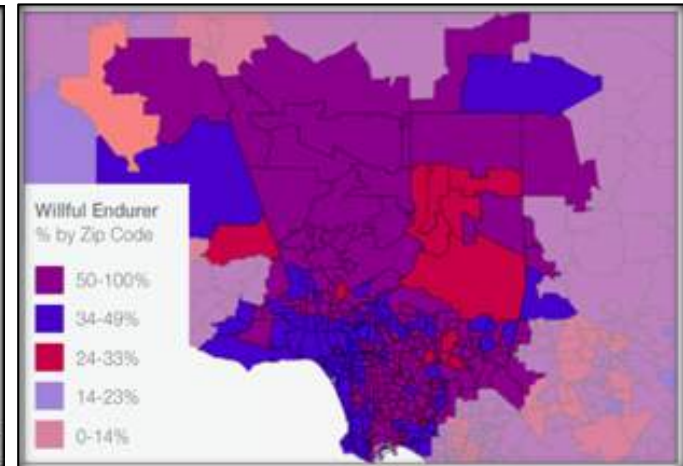 Willful Endurer
% by Zip Code
50-100%
34-49%
24-33%
14-23%
0-14%